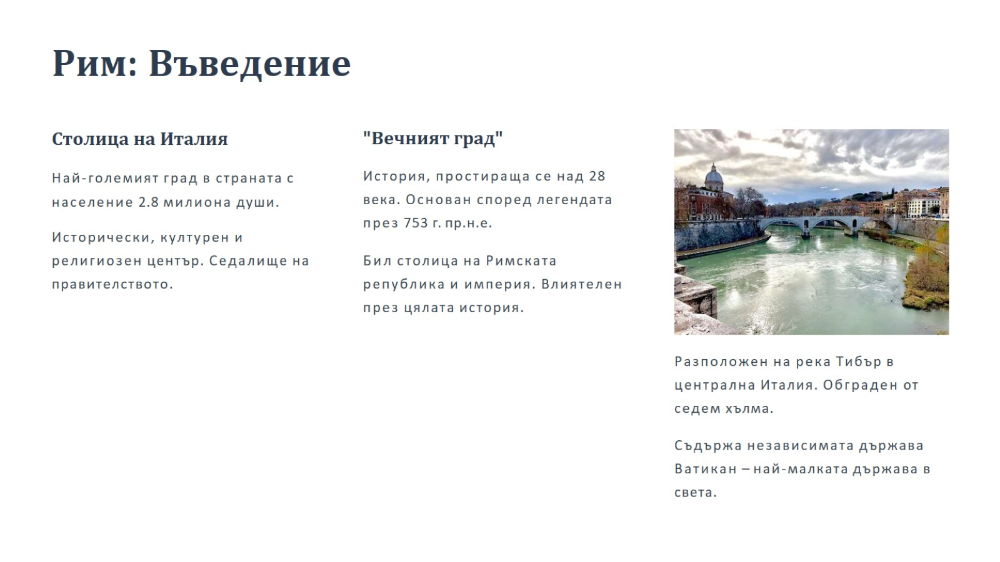 Рим: Въведение
Столица на Италия
Най-големият град в страната с
население 2.8 милиона души.
Исторически, културен и
религиозен център. Седалище на
правителството.
"Вечният град"
История, простираща се над 28
века. Основан според легендата
през 753 г. пр.н.е.
Бил столица на Римската
република и империя. Влиятелен
през цялата история.
Разположен на река Тибър в
централна Италия. Обграден от
седем хълма.
Съдържа независимата държава
Ватикан – най-малката държава в
света.